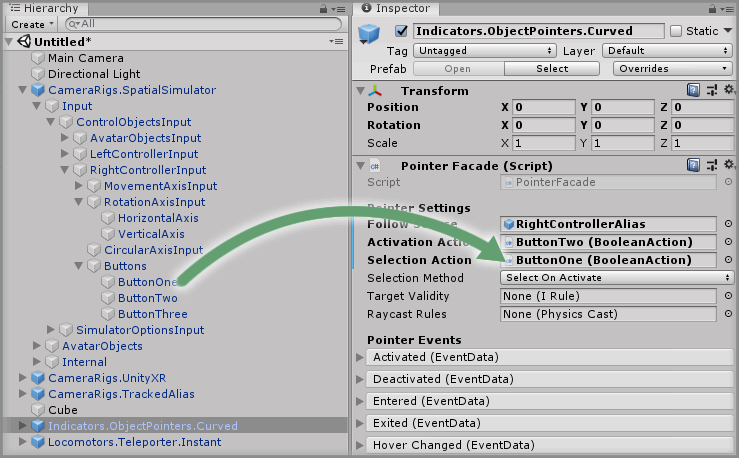 Hierarchy
Create
All
Untitled*
Main Camera
Directional Light
CameraRigs.SpatialSimulator
Input
ControlObjectsInput
AvatarObjectsInput
LeftControllerInput
RightControllerInput
MovementAxisInput
RotationAxisInput
HorizontalAxis
VerticalAxis
CircularAxisInput
Buttons
ButtonOne
ButtonTwo
ButtonThree
SimulatorOptionsInput
AvatarObjects
Internal
CameraRigs.UnityXR
CameraRigs.TrackedAlias
Cube
Indicators.ObjectPointers.Curved
Locomotors.Teleporter.Instant
Inspector
Indicators.ObjectPointers.Curved Static
Tag Untagged Layer Default
Prefab Open Select Overrides
Transform
Position X 0 Y 0 Z 0
Rotation X 0 Y 0 Z 0
Scale X 1 Y 1 Z 1
Pointer Facade (Script)
Script PointerFacade
Pointer Settings
Follow Source RightControllerAlias
Activation Action ButtonTwo (BooleanAction)
Selection Action ButtonOne (BooleanAction)
Selection Method Select On Activate
Target Validity None (I Rule)
Raycast Rules None (Physics Cast)
Pointer Events
Activated (EventData)
Deactivated (EventData)
Entered (EventData)
Exited (EventData)
Hover Changed (EventData)